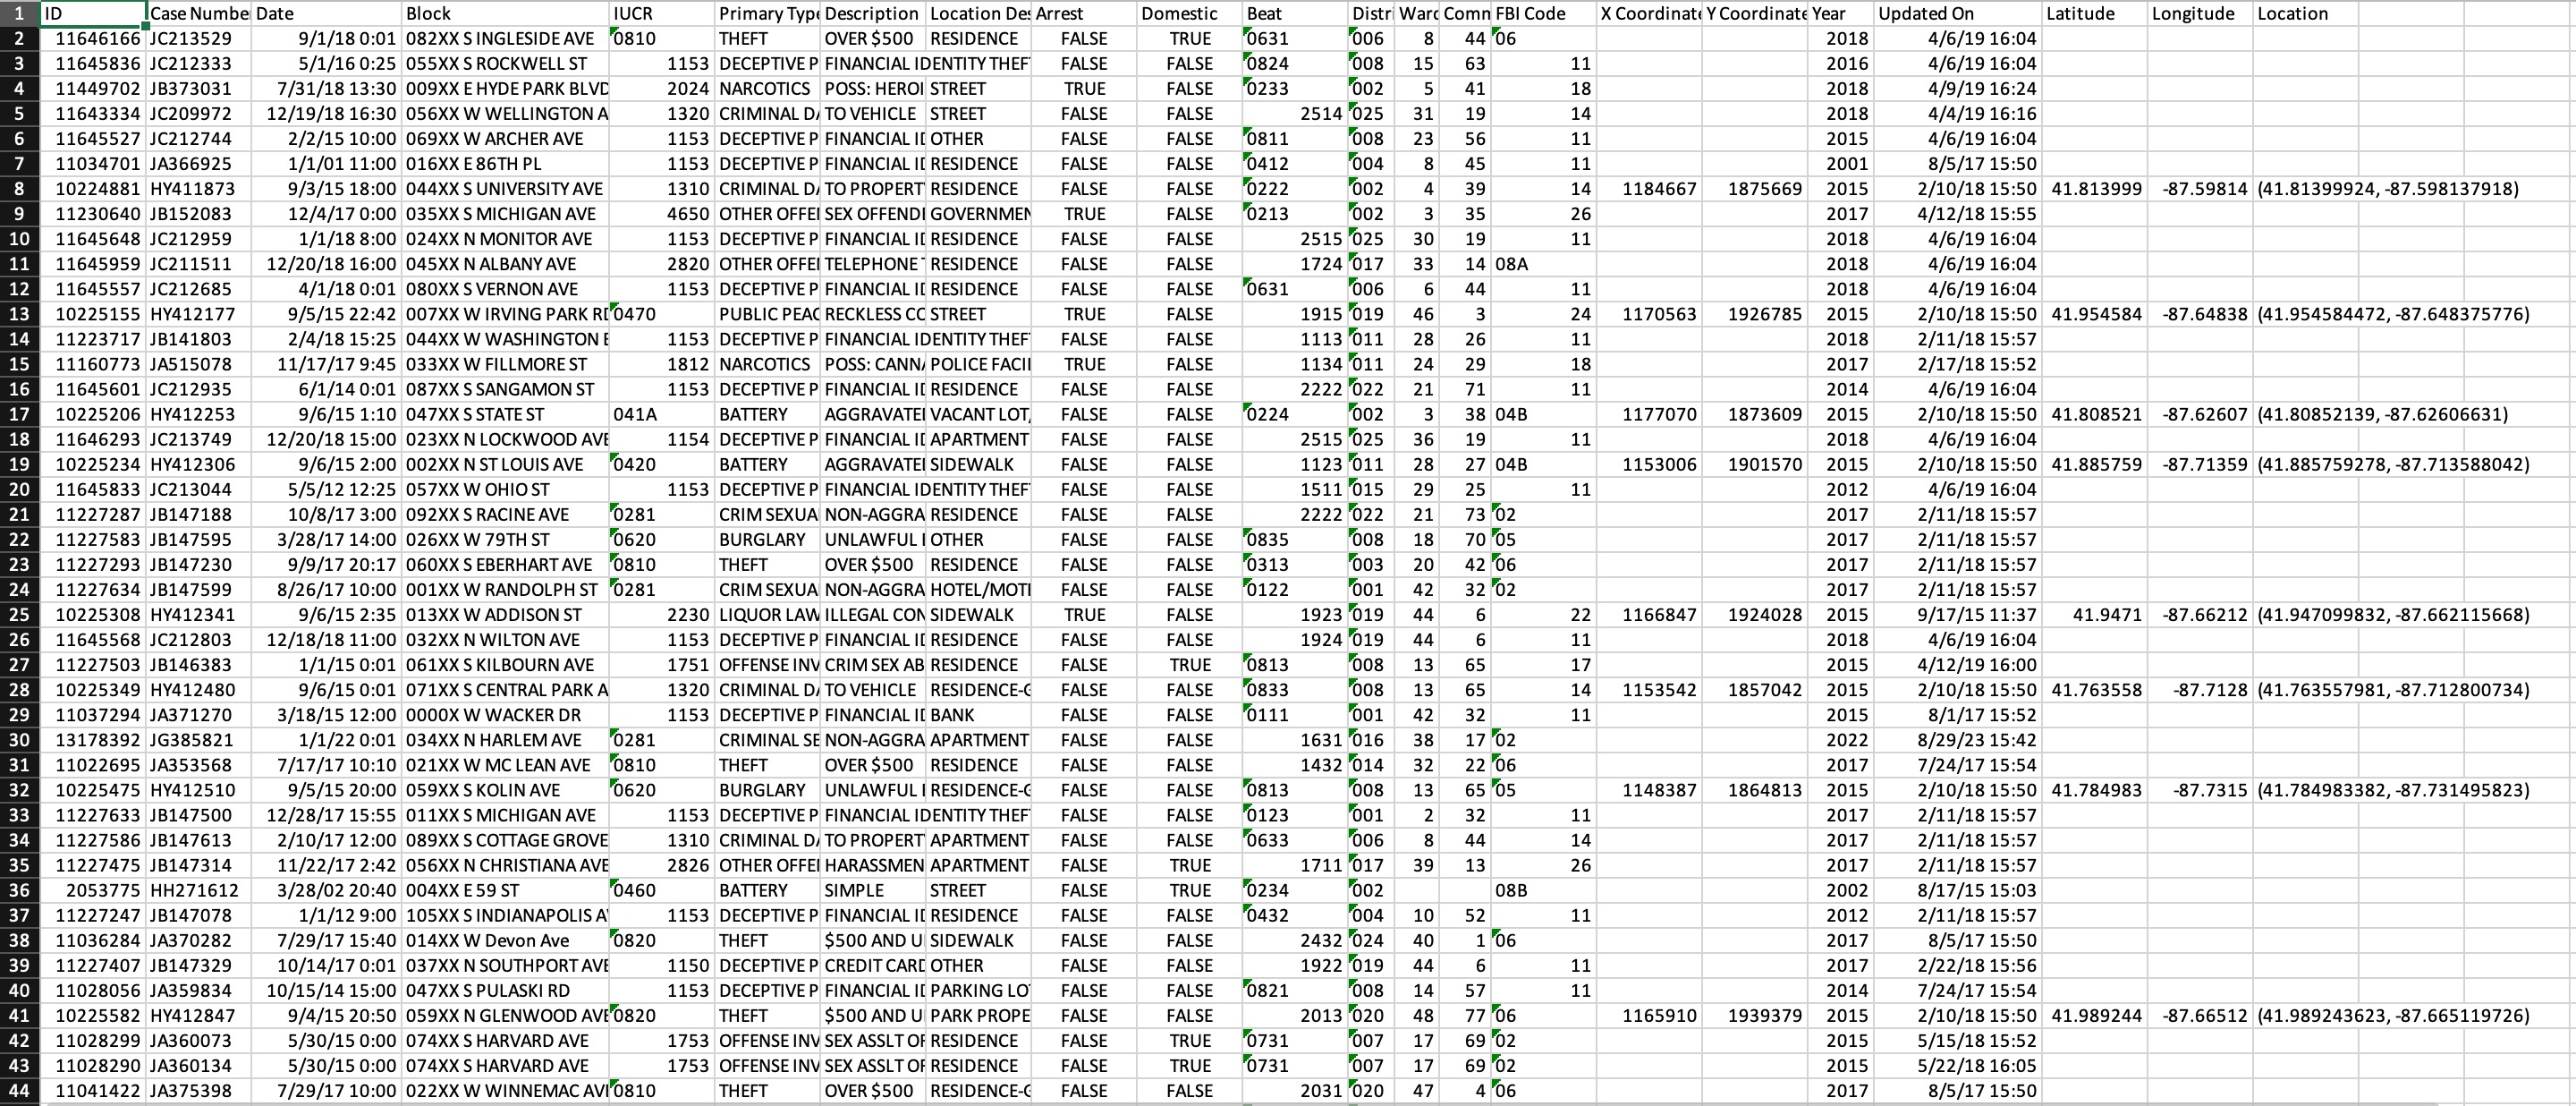 1 ID Case Numbe Date Block IUCR Primary Type Description Location Des Arrest Domestic Beat Distri Ward Comn FBI Code X Coordinate Y Coordinate Year Updated On Latitude Longitude Location
2 11646166 JC213529 9/1/18 0:01 082XX S INGLESIDE AVE 0810 THEFT OVER $500 RESIDENCE FALSE TRUE 0631 006 8 44 06 2018 4/6/19 16:04
3 11645836 JC212333 5/1/16 0:25 055XX S ROCKWELL ST 1153 DECEPTIVE P FINANCIAL IDENTITY THEF FALSE FALSE 0824 008 15 63 11 2016 4/6/19 16:04
4 11449702 JB373031 7/31/18 13:30 009XX E HYDE PARK BLVD 2024 NARCOTICS POSS: HEROI STREET TRUE FALSE 0233 002 5 41 18 2018 4/9/19 16:24
5 11643334 JC209972 12/19/18 16:30 056XX W WELLINGTON A 1320 CRIMINAL DA TO VEHICLE STREET FALSE FALSE 2514 025 31 19 14 2018 4/4/19 16:16
6 11645527 JC212744 2/2/15 10:00 069XX W ARCHER AVE 1153 DECEPTIVE P FINANCIAL ID OTHER FALSE FALSE 0811 008 23 56 11 2015 4/6/19 16:04
7 11034701 JA366925 1/1/01 11:00 016XX E 86TH PL 1153 DECEPTIVE P FINANCIAL ID RESIDENCE FALSE FALSE 0412 004 8 45 11 2001 8/5/17 15:50
8 10224881 HY411873 9/3/15 18:00 044XX S UNIVERSITY AVE 1310 CRIMINAL DA TO PROPERT RESIDENCE FALSE FALSE 0222 002 4 39 14 1184667 1875669 2015 2/10/18 15:50 41.813999 -87.59814 (41.81399924, -87.598137918)
9 11230640 JB152083 12/4/17 0:00 035XX S MICHIGAN AVE 4650 OTHER OFFE SEX OFFENDI GOVERNMEN TRUE FALSE 0213 002 3 35 26 2017 4/12/18 15:55
10 11645648 JC212959 1/1/18 8:00 024XX N MONITOR AVE 1153 DECEPTIVE P FINANCIAL ID RESIDENCE FALSE FALSE 2515 025 30 19 11 2018 4/6/19 16:04
11 11645959 JC211511 12/20/18 16:00 045XX N ALBANY AVE 2820 OTHER OFFE TELEPHONE RESIDENCE FALSE FALSE 1724 017 33 14 08A 2018 4/6/19 16:04
12 11645557 JC212685 4/1/18 0:01 080XX S VERNON AVE 1153 DECEPTIVE P FINANCIAL ID RESIDENCE FALSE FALSE 0631 006 6 44 11 2018 4/6/19 16:04
13 10225155 HY412177 9/5/15 22:42 007XX W IRVING PARK RD 0470 PUBLIC PEAC RECKLESS CC STREET TRUE FALSE 1915 019 46 3 24 1170563 1926785 2015 2/10/18 15:50 41.954584 -87.64838 (41.954584472, -87.648375776)
14 11223717 JB141803 2/4/18 15:25 044XX W WASHINGTON B 1153 DECEPTIVE P FINANCIAL IDENTITY THEF FALSE FALSE 1113 011 28 26 11 2018 2/11/18 15:57
15 11160773 JA515078 11/17/17 9:45 033XX W FILLMORE ST 1812 NARCOTICS POSS: CANNA POLICE FACI TRUE FALSE 1134 011 24 29 18 2017 2/17/18 15:52
16 11645601 JC212935 6/1/14 0:01 087XX S SANGAMON ST 1153 DECEPTIVE P FINANCIAL ID RESIDENCE FALSE FALSE 2222 022 21 71 11 2014 4/6/19 16:04
17 10225206 HY412253 9/6/15 1:10 047XX S STATE ST 041A BATTERY AGGRAVATE VACANT LOT, FALSE FALSE 0224 002 3 38 04B 1177070 1873609 2015 2/10/18 15:50 41.808521 -87.62607 (41.80852139, -87.62606631)
18 11646293 JC213749 12/20/18 15:00 023XX N LOCKWOOD AVE 1154 DECEPTIVE P FINANCIAL ID APARTMENT FALSE FALSE 2515 025 36 19 11 2018 4/6/19 16:04
19 10225234 HY412306 9/6/15 2:00 002XX N ST LOUIS AVE 0420 BATTERY AGGRAVATE SIDEWALK FALSE FALSE 1123 011 28 27 04B 1153006 1901570 2015 2/10/18 15:50 41.885759 -87.71359 (41.885759278, -87.713588042)
20 11645833 JC213044 5/5/12 12:25 057XX W OHIO ST 1153 DECEPTIVE P FINANCIAL IDENTITY THEF FALSE FALSE 1511 015 29 25 11 2012 4/6/19 16:04
21 11227287 JB147188 10/8/17 3:00 092XX S RACINE AVE 0281 CRIM SEXUA NON-AGGRA RESIDENCE FALSE FALSE 2222 022 21 73 02 2017 2/11/18 15:57
22 11227583 JB147595 3/28/17 14:00 026XX W 79TH ST 0620 BURGLARY UNLAWFUL I OTHER FALSE FALSE 0835 008 18 70 05 2017 2/11/18 15:57
23 11227293 JB147230 9/9/17 20:17 060XX S EBERHART AVE 0810 THEFT OVER $500 RESIDENCE FALSE FALSE 0313 003 20 42 06 2017 2/11/18 15:57
24 11227634 JB147599 8/26/17 10:00 001XX W RANDOLPH ST 0281 CRIM SEXUA NON-AGGRA HOTEL/MOTI FALSE FALSE 0122 001 42 32 02 2017 2/11/18 15:57
25 10225308 HY412341 9/6/15 2:35 013XX W ADDISON ST 2230 LIQUOR LAW ILLEGAL CON SIDEWALK TRUE FALSE 1923 019 44 6 22 1166847 1924028 2015 9/17/15 11:37 41.9471 -87.66212 (41.947099832, -87.662115668)
26 11645568 JC212803 12/18/18 11:00 032XX N WILTON AVE 1153 DECEPTIVE P FINANCIAL ID RESIDENCE FALSE FALSE 1924 019 44 6 11 2018 4/6/19 16:04
27 11227503 JB146383 1/1/15 0:01 061XX S KILBOURN AVE 1751 OFFENSE INV CRIM SEX AB RESIDENCE FALSE TRUE 0813 008 13 65 17 2015 4/12/19 16:00
28 10225349 HY412480 9/6/15 0:01 071XX S CENTRAL PARK A 1320 CRIMINAL DA TO VEHICLE RESIDENCE-G FALSE FALSE 0833 008 13 65 14 1153542 1857042 2015 2/10/18 15:50 41.763558 -87.7128 (41.763557981, -87.712800734)
29 11037294 JA371270 3/18/15 12:00 0000X W WACKER DR 1153 DECEPTIVE P FINANCIAL ID BANK FALSE FALSE 0111 001 42 32 11 2015 8/1/17 15:52
30 13178392 JG385821 1/1/22 0:01 034XX N HARLEM AVE 0281 CRIMINAL SE NON-AGGRA APARTMENT FALSE FALSE 1631 016 38 17 02 2022 8/29/23 15:42
31 11022695 JA353568 7/17/17 10:10 021XX W MC LEAN AVE 0810 THEFT OVER $500 RESIDENCE FALSE FALSE 1432 014 32 22 06 2017 7/24/17 15:54
32 10225475 HY412510 9/5/15 20:00 059XX S KOLIN AVE 0620 BURGLARY UNLAWFUL I RESIDENCE-G FALSE FALSE 0813 008 13 65 05 1148387 1864813 2015 2/10/18 15:50 41.784983 -87.7315 (41.784983382, -87.731495823)
33 11227633 JB147500 12/28/17 15:55 011XX S MICHIGAN AVE 1153 DECEPTIVE P FINANCIAL IDENTITY THEF FALSE FALSE 0123 001 2 32 11 2017 2/11/18 15:57
34 11227586 JB147613 2/10/17 12:00 089XX S COTTAGE GROVE 1310 CRIMINAL DA TO PROPERT APARTMENT FALSE FALSE 0633 006 8 44 14 2017 2/11/18 15:57
35 11227475 JB147314 11/22/17 2:42 056XX N CHRISTIANA AVE 2826 OTHER OFFE HARASSMEN APARTMENT FALSE TRUE 1711 017 39 13 26 2017 2/11/18 15:57
36 2053775 HH271612 3/28/02 20:40 004XX E 59 ST 0460 BATTERY SIMPLE STREET FALSE TRUE 0234 002 08B 2002 8/17/15 15:03
37 11227247 JB147078 1/1/12 9:00 105XX S INDIANAPOLIS AV 1153 DECEPTIVE P FINANCIAL ID RESIDENCE FALSE FALSE 0432 004 10 52 11 2012 2/11/18 15:57
38 11036284 JA370282 7/29/17 15:40 014XX W Devon Ave 0820 THEFT $500 AND U SIDEWALK FALSE FALSE 2432 024 40 1 06 2017 8/5/17 15:50
39 11227407 JB147329 10/14/17 0:01 037XX N SOUTHPORT AVE 1150 DECEPTIVE P CREDIT CARD OTHER FALSE FALSE 1922 019 44 6 11 2017 2/22/18 15:56
40 11028056 JA359834 10/15/14 15:00 047XX S PULASKI RD 1153 DECEPTIVE P FINANCIAL ID PARKING LO FALSE FALSE 0821 008 14 57 11 2014 7/24/17 15:54
41 10225582 HY412847 9/4/15 20:50 059XX N GLENWOOD AVE 0820 THEFT $500 AND U PARK PROPE FALSE FALSE 2013 020 48 77 06 1165910 1939379 2015 2/10/18 15:50 41.989244 -87.66512 (41.989243623, -87.665119726)
42 11028299 JA360073 5/30/15 0:00 074XX S HARVARD AVE 1753 OFFENSE INV SEX ASSLT OF RESIDENCE FALSE TRUE 0731 007 17 69 02 2015 5/15/18 15:52
43 11028290 JA360134 5/30/15 0:00 074XX S HARVARD AVE 1753 OFFENSE INV SEX ASSLT OF RESIDENCE FALSE TRUE 0731 007 17 69 02 2015 5/22/18 16:05
44 11041422 JA375398 7/29/17 10:00 022XX W WINNEMAC AVI 0810 THEFT OVER $500 RESIDENCE-G FALSE FALSE 2031 020 47 4 06 2017 8/5/17 15:50